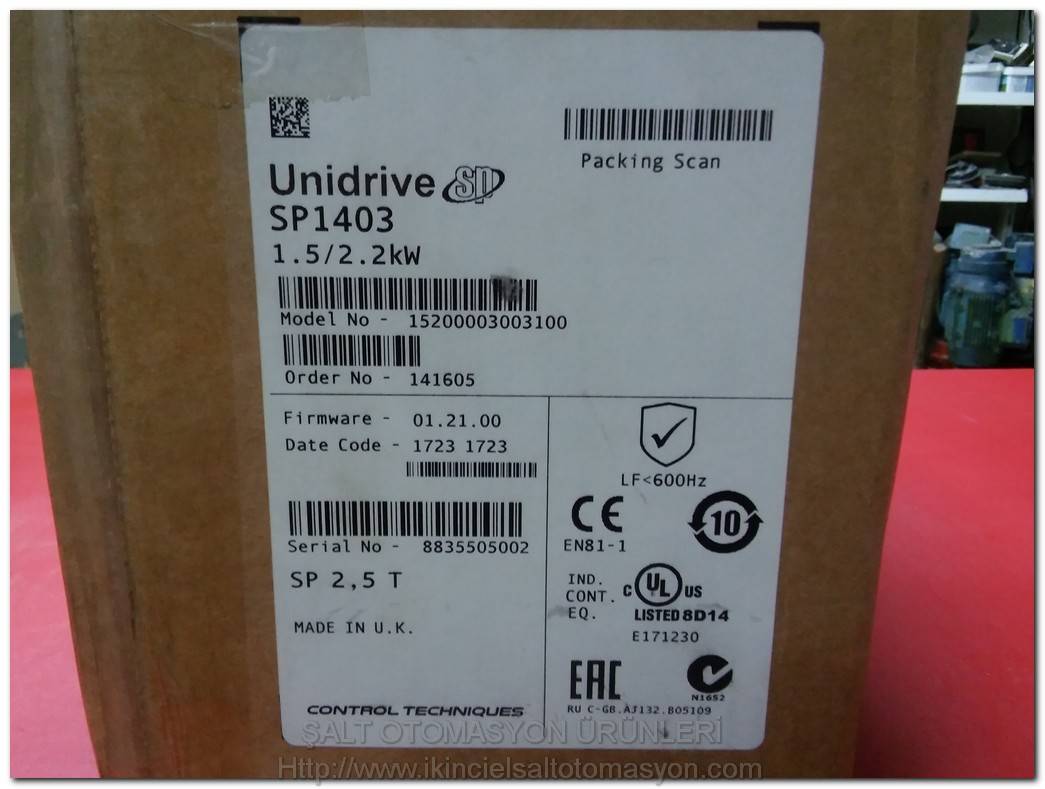 Packing Scan
Unidrive SP
SP1403
1.5/2.2kW
Model No - 15200003003100
Order No - 141605
Firmware - 01.21.00
Date Code - 1723 1723
Serial No - 8835505002
SP 2,5 T
MADE IN U.K.
CONTROL TECHNIQUES
LF<600Hz
CE
10
EN81-1
IND.
CONT.
EQ.
C UL US
LISTED 8D14
E171230
EAC
N1652
RU C-GB.AJ132.B05109
ŞALT OTOMASYON ÜRÜNLERİ
Http://www.ikincielsaltotomasyon.com